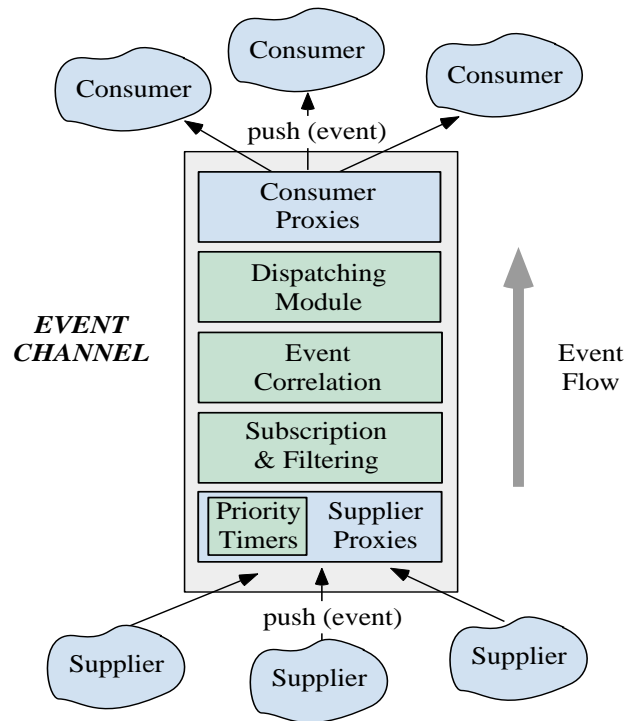 Consumer
Consumer
Consumer
push (event)
Consumer
Proxies
Dispatching
Module
EVENT
CHANNEL
Event
Correlation
Event
Flow
Subscription
& Filtering
Priority
Timers
Supplier
Proxies
push (event)
Supplier
Supplier
Supplier